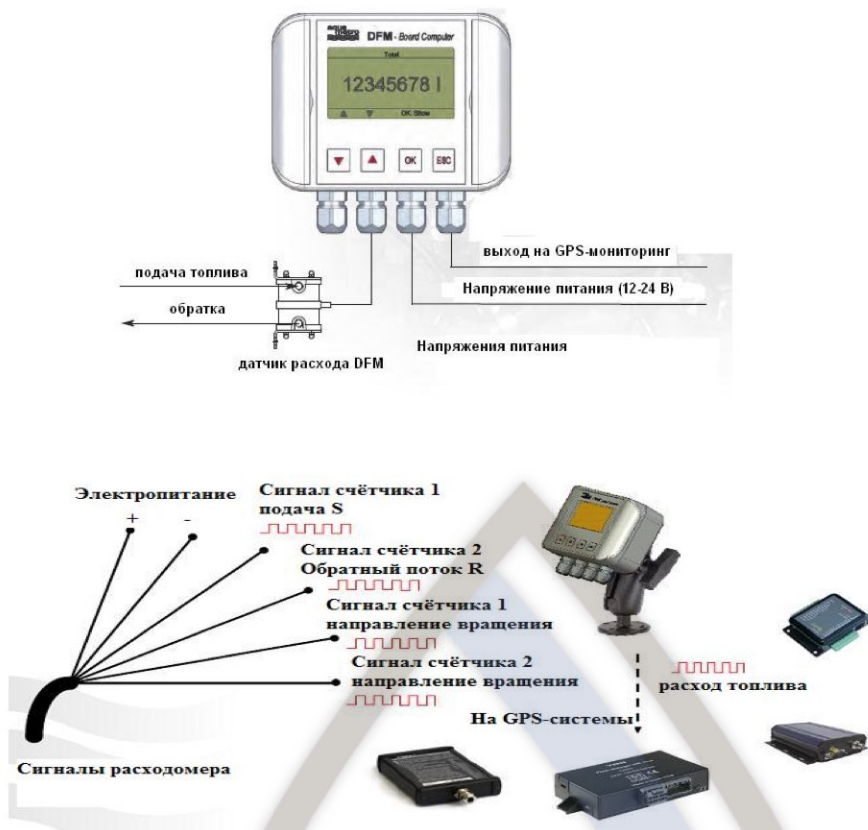 aqua metro
DFM - Board Computer
Total
12345678 l
▲ ▼ OK: Show
▼ ▲ OK ESC
выход на GPS-мониторинг
подача топлива
Напряжение питания (12-24 В)
обратка
Напряжения питания
датчик расхода DFM
Электропитание
+ -
Сигнал счётчика 1
подача S
Сигнал счётчика 2
Обратный поток R
Сигнал счётчика 1
направление вращения
Сигнал счётчика 2
направление вращения
расход топлива
На GPS-системы
Сигналы расходомера